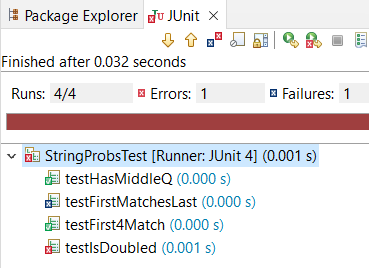 Package Explorer JUnit
Finished after 0.032 seconds
Runs: 4/4 Errors: 1 Failures: 1
StringProbsTest [Runner: JUnit 4] (0.001 s)
testHasMiddleQ (0.000 s)
testFirstMatchesLast (0.000 s)
testFirst4Match (0.000 s)
testIsDoubled (0.001 s)